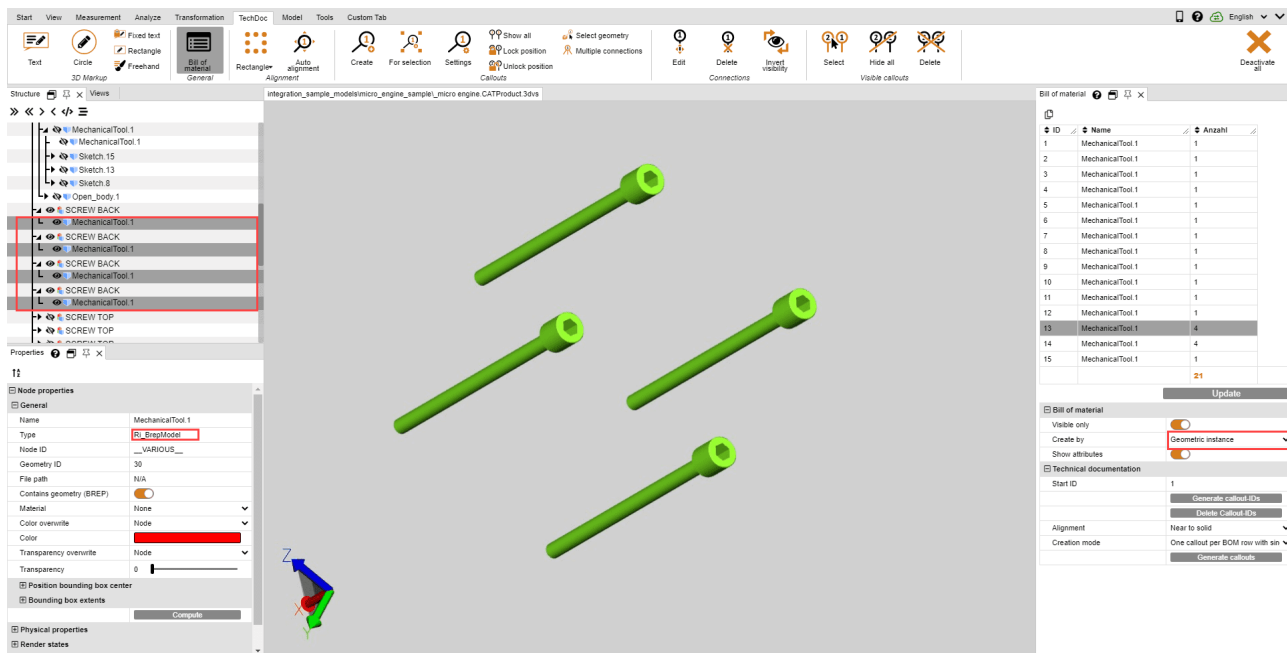 Start View Measurement Analyze Transformation TechDoc Model Tools Custom Tab English
Text
Circle
Fixed text
Rectangle
Freehand
3D Markup
Bill of material
General
Rectangle
Auto alignment
Alignment
Create
For selection
Settings
Show all
Lock position
Unlock position
Select geometry
Multiple connections
Callouts
Edit
Delete
Invert visibility
Connections
Select
Hide all
Delete
Visible callouts
Deactivate all
Structure Views
MechanicalTool.1
MechanicalTool.1
Sketch.15
Sketch.13
Sketch.8
Open_body.1
SCREW BACK
MechanicalTool.1
SCREW BACK
MechanicalTool.1
SCREW BACK
MechanicalTool.1
SCREW BACK
MechanicalTool.1
SCREW TOP
SCREW TOP
Properties
Node properties
General
Name MechanicalTool.1
Type Ri_BrepModel
Node ID __VARIOUS__
Geometry ID 30
File path N/A
Contains geometry (BREP)
Material None
Color overwrite Node
Color
Transparency overwrite Node
Transparency 0
Position bounding box center
Bounding box extents
Compute
Physical properties
Render states
integration_sample_models\micro_engine_sample\_micro engine.CATProduct.3dvs
Z
X
Y
Bill of material
ID Name Anzahl
1 MechanicalTool.1 1
2 MechanicalTool.1 1
3 MechanicalTool.1 1
4 MechanicalTool.1 1
5 MechanicalTool.1 1
6 MechanicalTool.1 1
7 MechanicalTool.1 1
8 MechanicalTool.1 1
9 MechanicalTool.1 1
10 MechanicalTool.1 1
11 MechanicalTool.1 1
12 MechanicalTool.1 1
13 MechanicalTool.1 4
14 MechanicalTool.1 4
15 MechanicalTool.1 1
21
Update
Bill of material
Visible only
Create by Geometric instance
Show attributes
Technical documentation
Start ID 1
Generate callout-IDs
Delete Callout-IDs
Alignment Near to solid
Creation mode One callout per BOM row with sin
Generate callouts